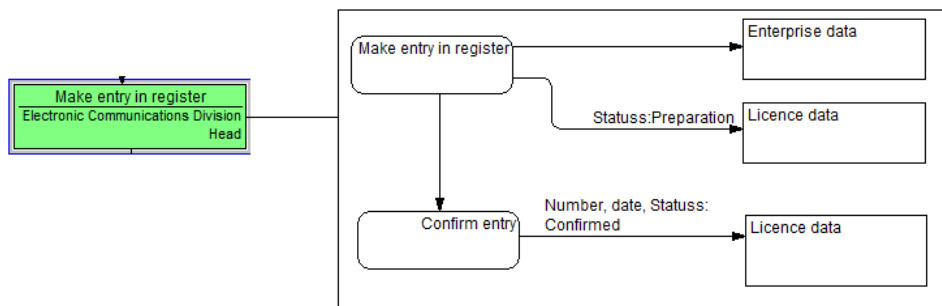 Make entry in register
Electronic Communications Division
Head
Make entry in register
Enterprise data
Statuss:Preparation
Licence data
Confirm entry
Number, date, Statuss:
Confirmed
Licence data